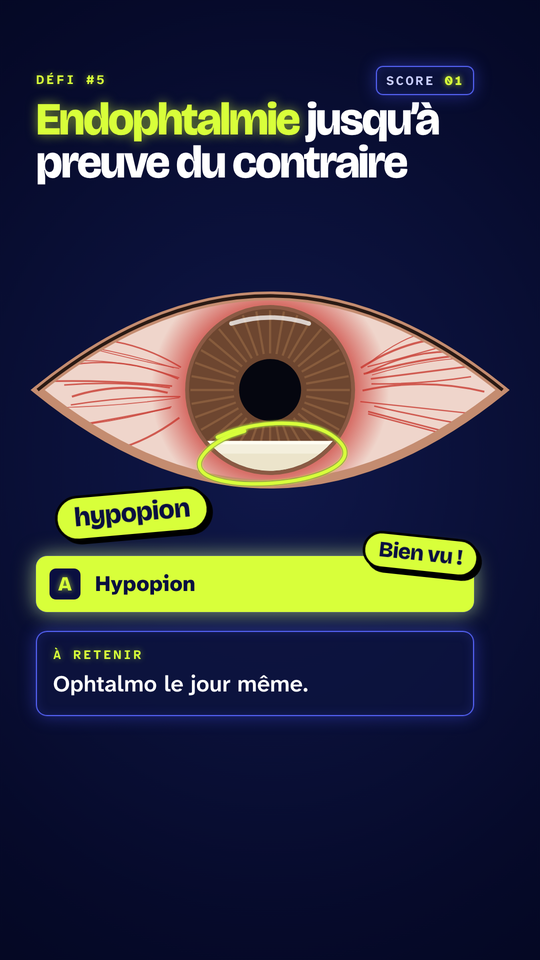 DÉFI #5
SCORE 01
Endophtalmie jusqu’à
preuve du contraire
hypopion
Bien vu !
A Hypopion
À RETENIR
Ophtalmo le jour même.